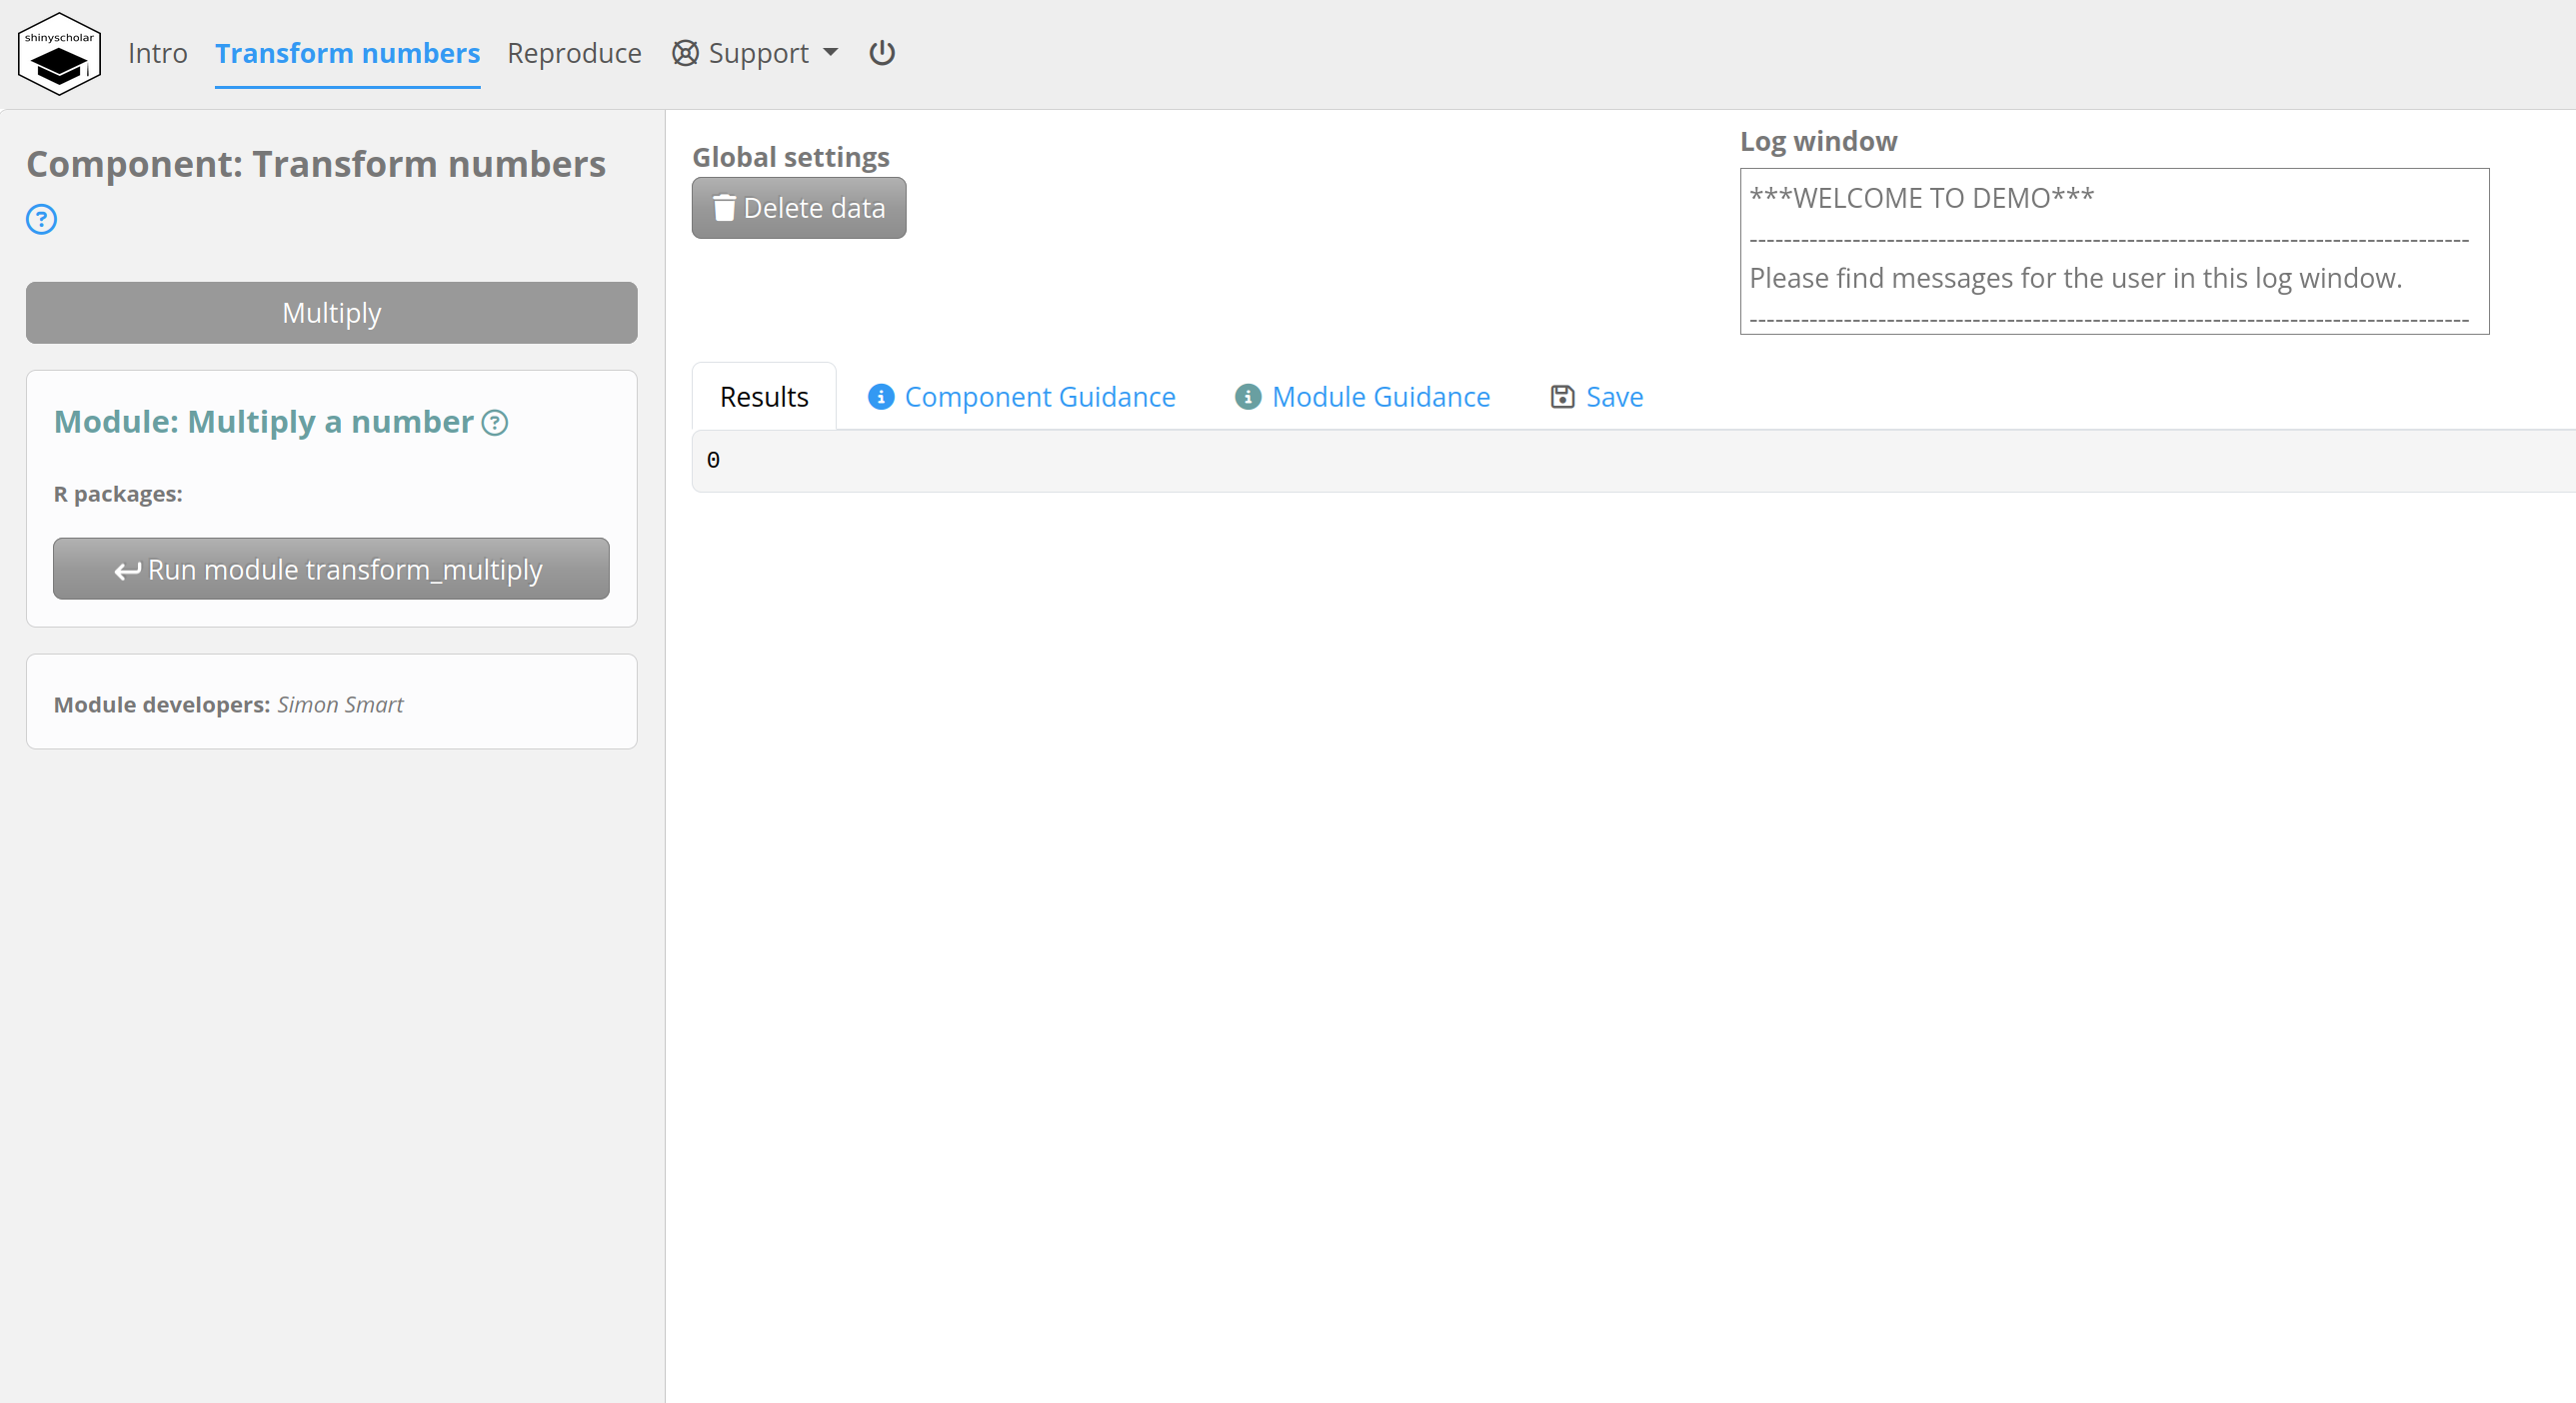 shinyscholar
Intro Transform numbers Reproduce Support
Component: Transform numbers
?
Multiply
Module: Multiply a number ?
R packages:
Run module transform_multiply
Module developers: Simon Smart
Global settings
Delete data
Log window
***WELCOME TO DEMO***
-----------------------------------------------------------------------------------------
Please find messages for the user in this log window.
-----------------------------------------------------------------------------------------
Results i Component Guidance i Module Guidance Save
0